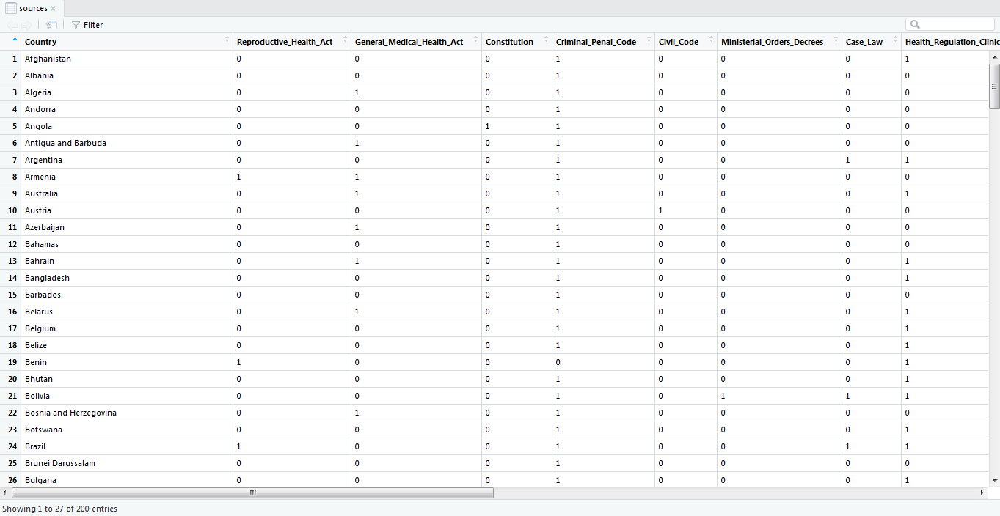 sources
Filter
Country Reproductive_Health_Act General_Medical_Health_Act Constitution Criminal_Penal_Code Civil_Code Ministerial_Orders_Decrees Case_Law Health_Regulation_Clinic
1 Afghanistan 0 0 0 1 0 0 0 1
2 Albania 0 0 0 1 0 0 0 0
3 Algeria 0 1 0 1 0 0 0 0
4 Andorra 0 0 0 1 0 0 0 0
5 Angola 0 0 1 1 0 0 0 0
6 Antigua and Barbuda 0 1 0 1 0 0 0 0
7 Argentina 0 0 0 1 0 0 1 1
8 Armenia 1 1 0 1 0 0 0 0
9 Australia 0 1 0 1 0 0 0 1
10 Austria 0 0 0 1 1 0 0 0
11 Azerbaijan 0 1 0 1 0 0 0 0
12 Bahamas 0 0 0 1 0 0 0 0
13 Bahrain 0 1 0 1 0 0 0 1
14 Bangladesh 0 0 0 1 0 0 0 1
15 Barbados 0 0 0 1 0 0 0 0
16 Belarus 0 1 0 1 0 0 0 1
17 Belgium 0 0 0 1 0 0 0 1
18 Belize 0 0 0 1 0 0 0 1
19 Benin 1 0 0 0 0 0 0 1
20 Bhutan 0 0 0 1 0 0 0 1
21 Bolivia 0 0 0 1 0 1 1 1
22 Bosnia and Herzegovina 0 1 0 1 0 0 0 0
23 Botswana 0 0 0 1 0 0 0 1
24 Brazil 1 0 0 1 0 0 1 1
25 Brunei Darussalam 0 0 0 1 0 0 0 0
26 Bulgaria 0 0 0 1 0 0 0 1
Showing 1 to 27 of 200 entries